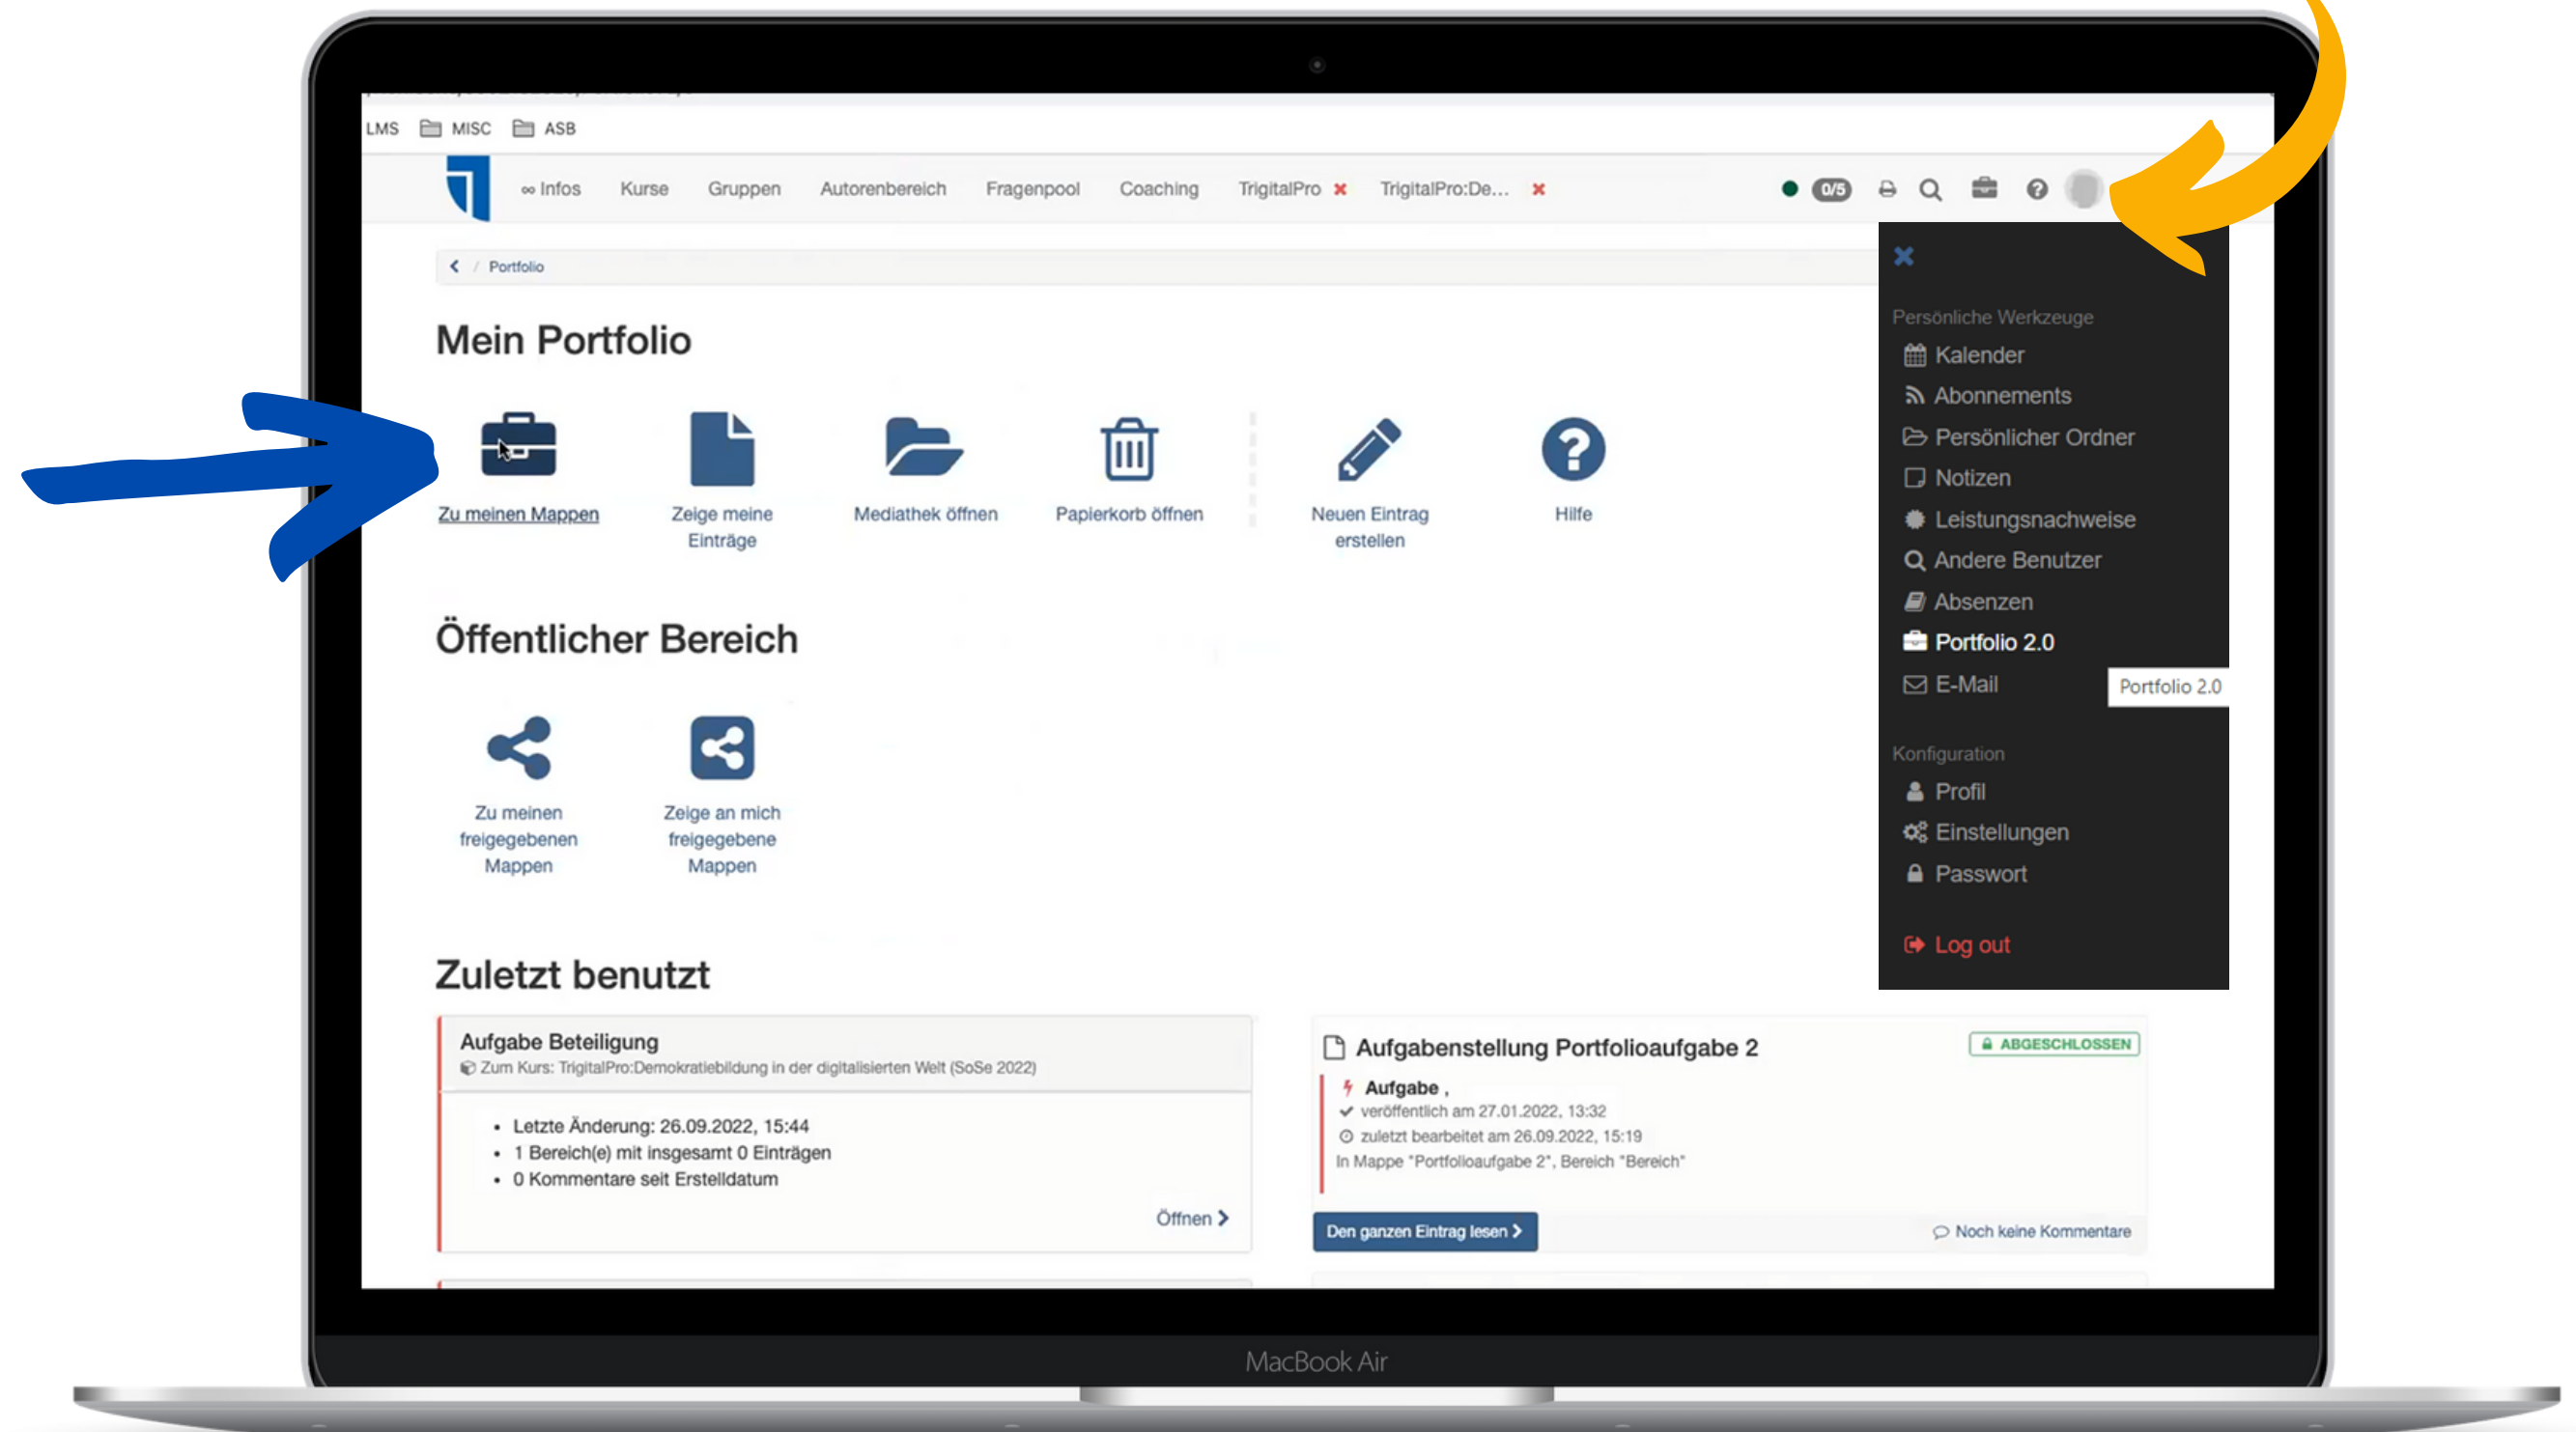 LMS MISC ASB
∞ Infos Kurse Gruppen Autorenbereich Fragenpool Coaching TrigitalPro TrigitalPro:De... 0/5
/ Portfolio
Mein Portfolio
Zu meinen Mappen
Zeige meine
Einträge
Mediathek öffnen
Papierkorb öffnen
Neuen Eintrag
erstellen
Hilfe
Öffentlicher Bereich
Zu meinen
freigegebenen
Mappen
Zeige an mich
freigegebene
Mappen
Zuletzt benutzt
Aufgabe Beteiligung
Zum Kurs: TrigitalPro:Demokratiebildung in der digitalisierten Welt (SoSe 2022)
• Letzte Änderung: 26.09.2022, 15:44
• 1 Bereich(e) mit insgesamt 0 Einträgen
• 0 Kommentare seit Erstelldatum
Öffnen
Aufgabenstellung Portfolioaufgabe 2
ABGESCHLOSSEN
Aufgabe ,
veröffentlich am 27.01.2022, 13:32
zuletzt bearbeitet am 26.09.2022, 15:19
In Mappe "Portfolioaufgabe 2", Bereich "Bereich"
Den ganzen Eintrag lesen
Noch keine Kommentare
Persönliche Werkzeuge
Kalender
Abonnements
Persönlicher Ordner
Notizen
Leistungsnachweise
Andere Benutzer
Absenzen
Portfolio 2.0
E-Mail
Portfolio 2.0
Konfiguration
Profil
Einstellungen
Passwort
Log out
MacBook Air